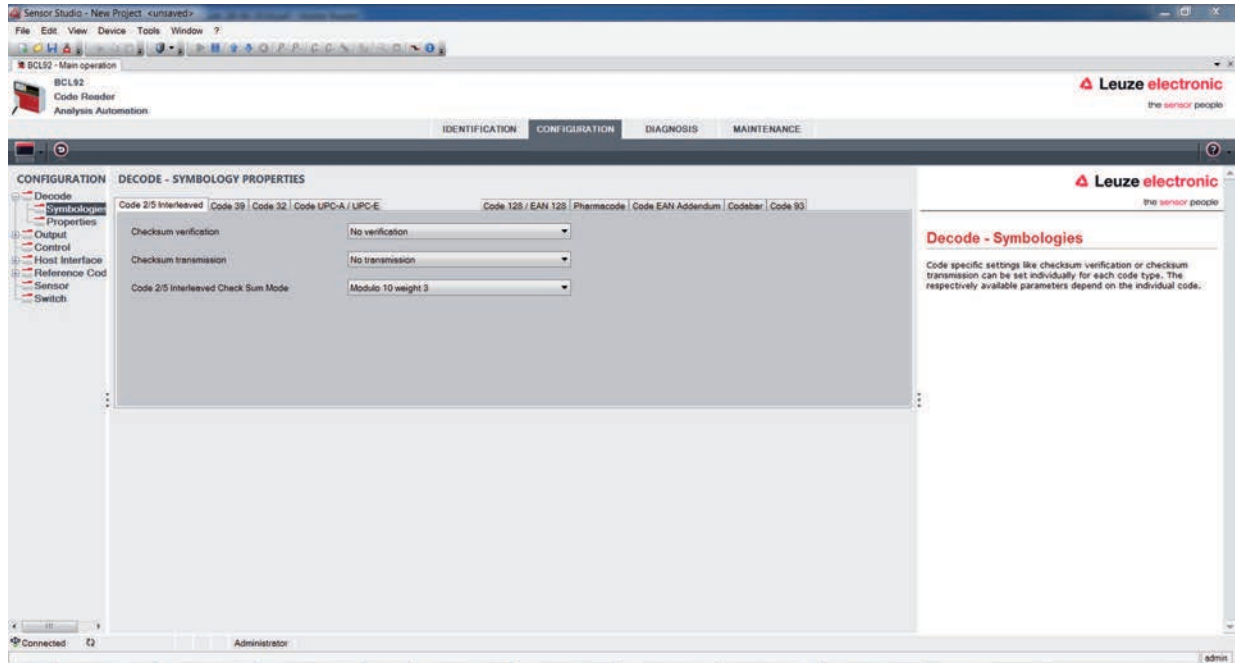 Sensor Studio - New Project <unsaved>
File Edit View Device Tools Window ?
BCL92 - Main operation
BCL92
Code Reader
Analysis Automation
Leuze electronic
the sensor people
IDENTIFICATION CONFIGURATION DIAGNOSIS MAINTENANCE
CONFIGURATION
Decode
Symbologies
Properties
Output
Control
Host Interface
Reference Cod
Sensor
Switch
DECODE - SYMBOLOGY PROPERTIES
Code 2/5 Interleaved Code 39 Code 32 Code UPC-A / UPC-E Code 128 / EAN 128 Pharmacode Code EAN Addendum Codabar Code 93
Checksum verification No verification
Checksum transmission No transmission
Code 2/5 Interleaved Check Sum Mode Modulo 10 weight 3
Leuze electronic
the sensor people
Decode - Symbologies
Code specific settings like checksum verification or checksum
transmission can be set individually for each code type. The
respectively available parameters depend on the individual code.
Connected Administrator
admin